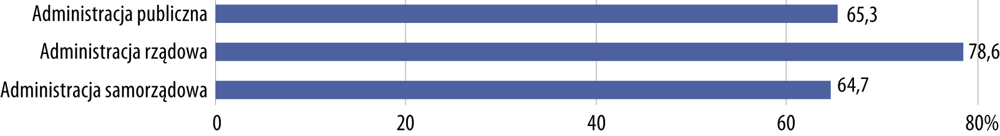 Administracja publiczna 65,3
Administracja rządowa 78,6
Administracja samorządowa 64,7
0 20 40 60 80%